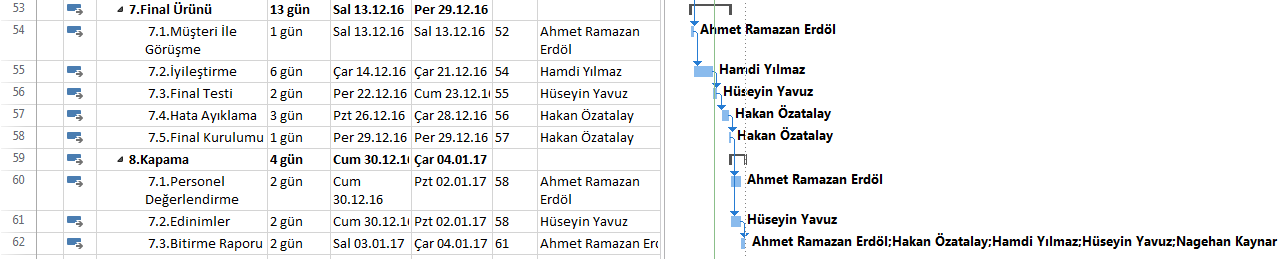 53 7.Final Ürünü 13 gün Sal 13.12.16 Per 29.12.16
54 7.1.Müşteri İle Görüşme 1 gün Sal 13.12.16 Sal 13.12.16 52 Ahmet Ramazan Erdöl Ahmet Ramazan Erdöl
55 7.2.İyileştirme 6 gün Çar 14.12.16 Çar 21.12.16 54 Hamdi Yılmaz Hamdi Yılmaz
56 7.3.Final Testi 2 gün Per 22.12.16 Cum 23.12.1 55 Hüseyin Yavuz Hüseyin Yavuz
57 7.4.Hata Ayıklama 3 gün Pzt 26.12.16 Çar 28.12.16 56 Hakan Özatalay Hakan Özatalay
58 7.5.Final Kurulumu 1 gün Per 29.12.16 Per 29.12.16 57 Hakan Özatalay Hakan Özatalay
59 8.Kapama 4 gün Cum 30.12.1 Çar 04.01.17
60 7.1.Personel Değerlendirme 2 gün Cum 30.12.16 Pzt 02.01.17 58 Ahmet Ramazan Erdöl Ahmet Ramazan Erdöl
61 7.2.Edinimler 2 gün Cum 30.12.1 Pzt 02.01.17 58 Hüseyin Yavuz Hüseyin Yavuz
62 7.3.Bitirme Raporu 2 gün Sal 03.01.17 Çar 04.01.17 61 Ahmet Ramazan Erd Ahmet Ramazan Erdöl;Hakan Özatalay;Hamdi Yılmaz;Hüseyin Yavuz;Nagehan Kaynar